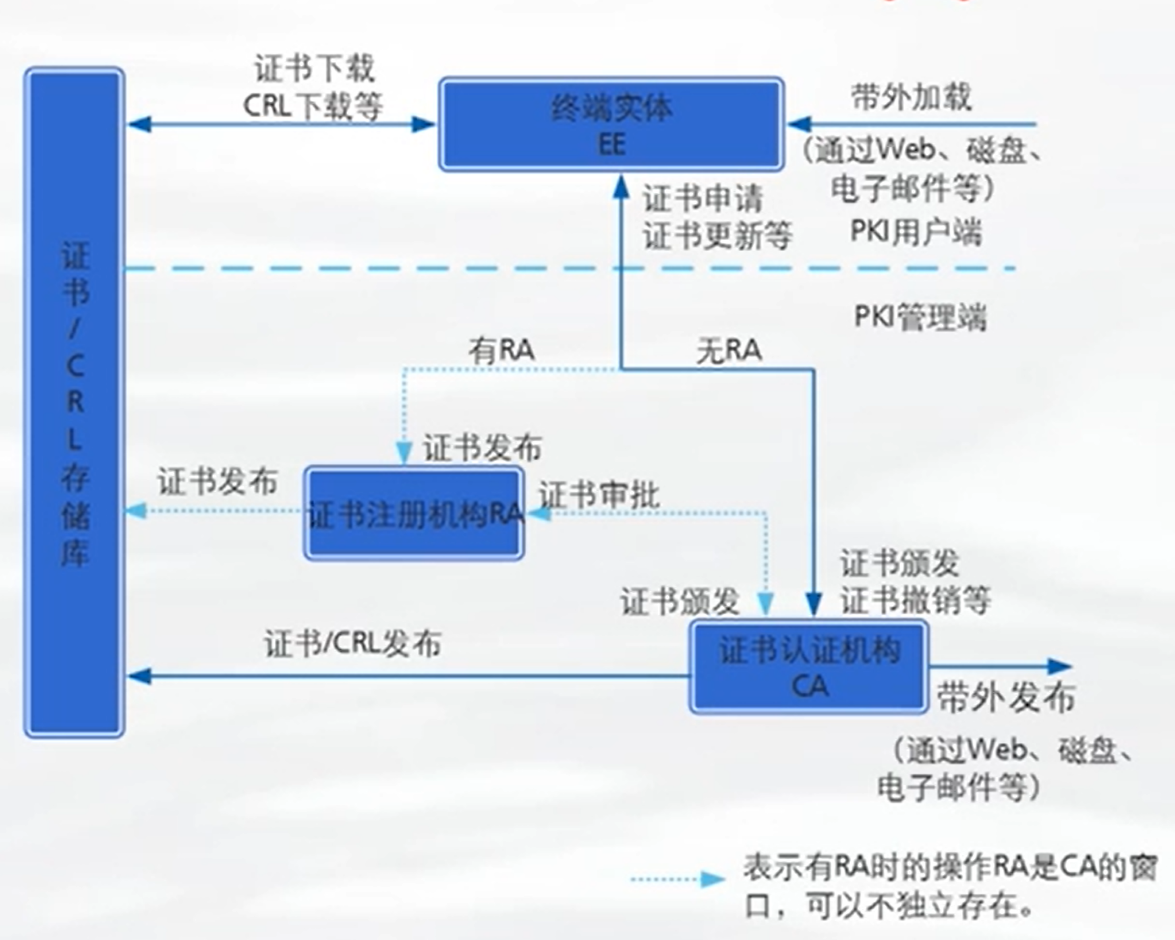 证书下载
CRL下载等
终端实体
EE
带外加载
（通过Web、磁盘、
电子邮件等）
证书申请
证书更新等
PKI用户端
证书/CRL存储库
PKI管理端
有RA
无RA
证书发布
证书发布
证书注册机构RA
证书审批
证书颁发
证书撤销等
证书颁发
证书/CRL发布
证书认证机构
CA
带外发布
（通过Web、磁盘、
电子邮件等）
表示有RA时的操作RA是CA的窗
口，可以不独立存在。